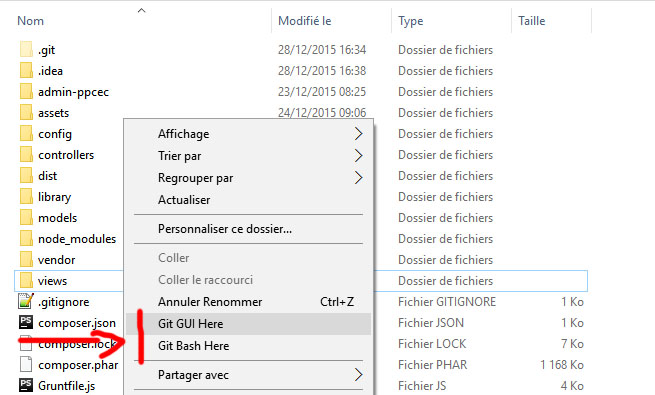 Nom Modifié le Type Taille
.git 28/12/2015 16:34 Dossier de fichiers
.idea 28/12/2015 16:38 Dossier de fichiers
admin-ppcec 23/12/2015 08:25 Dossier de fichiers
assets 24/12/2015 09:06 Dossier de fichiers
config Dossier de fichiers
controllers Dossier de fichiers
dist Dossier de fichiers
library Dossier de fichiers
models Dossier de fichiers
node_modules Dossier de fichiers
vendor Dossier de fichiers
views Dossier de fichiers
.gitignore Fichier GITIGNORE 1 Ko
composer.json Fichier JSON 1 Ko
composer.lock Fichier LOCK 7 Ko
composer.phar Fichier PHAR 1 168 Ko
Gruntfile.js Fichier JS 4 Ko
Affichage
Trier par
Regrouper par
Actualiser
Personnaliser ce dossier...
Coller
Coller le raccourci
Annuler Renommer Ctrl+Z
Git GUI Here
Git Bash Here
Partager avec